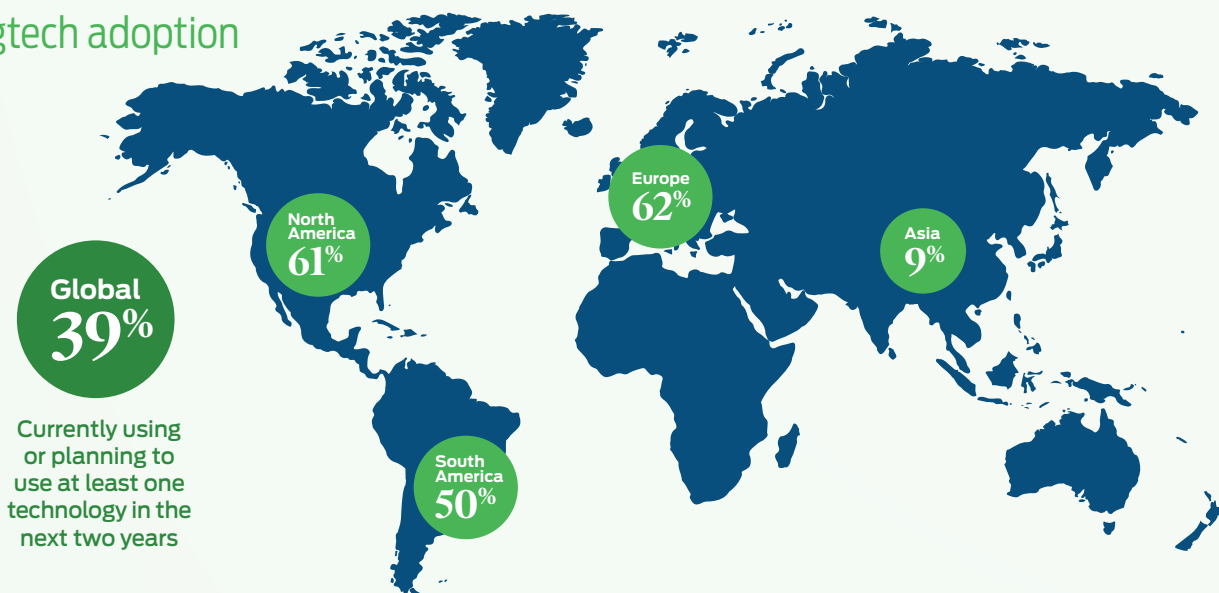 gtech adoption
Europe
62%
North
America
61%
Asia
9%
Global
39%
Currently using
or planning to
use at least one
technology in the
next two years
South
America
50%